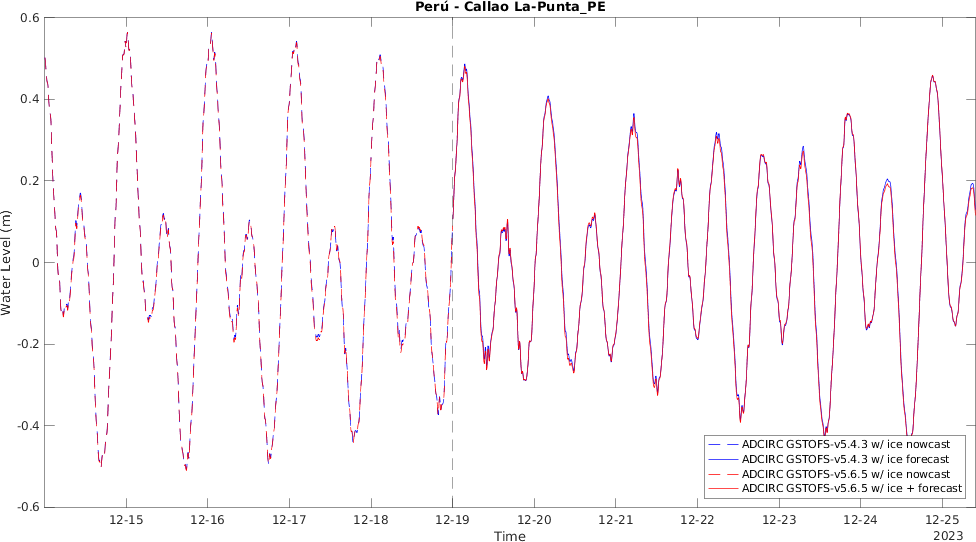 Perú - Callao La-Punta_PE
0.6
0.4
0.2
0
-0.2
-0.4
-0.6
Water Level (m)
12-15 12-16 12-17 12-18 12-19 12-20 12-21 12-22 12-23 12-24 12-25
2023
Time
ADCIRC GSTOFS-v5.4.3 w/ ice nowcast
ADCIRC GSTOFS-v5.4.3 w/ ice forecast
ADCIRC GSTOFS-v5.6.5 w/ ice nowcast
ADCIRC GSTOFS-v5.6.5 w/ ice + forecast